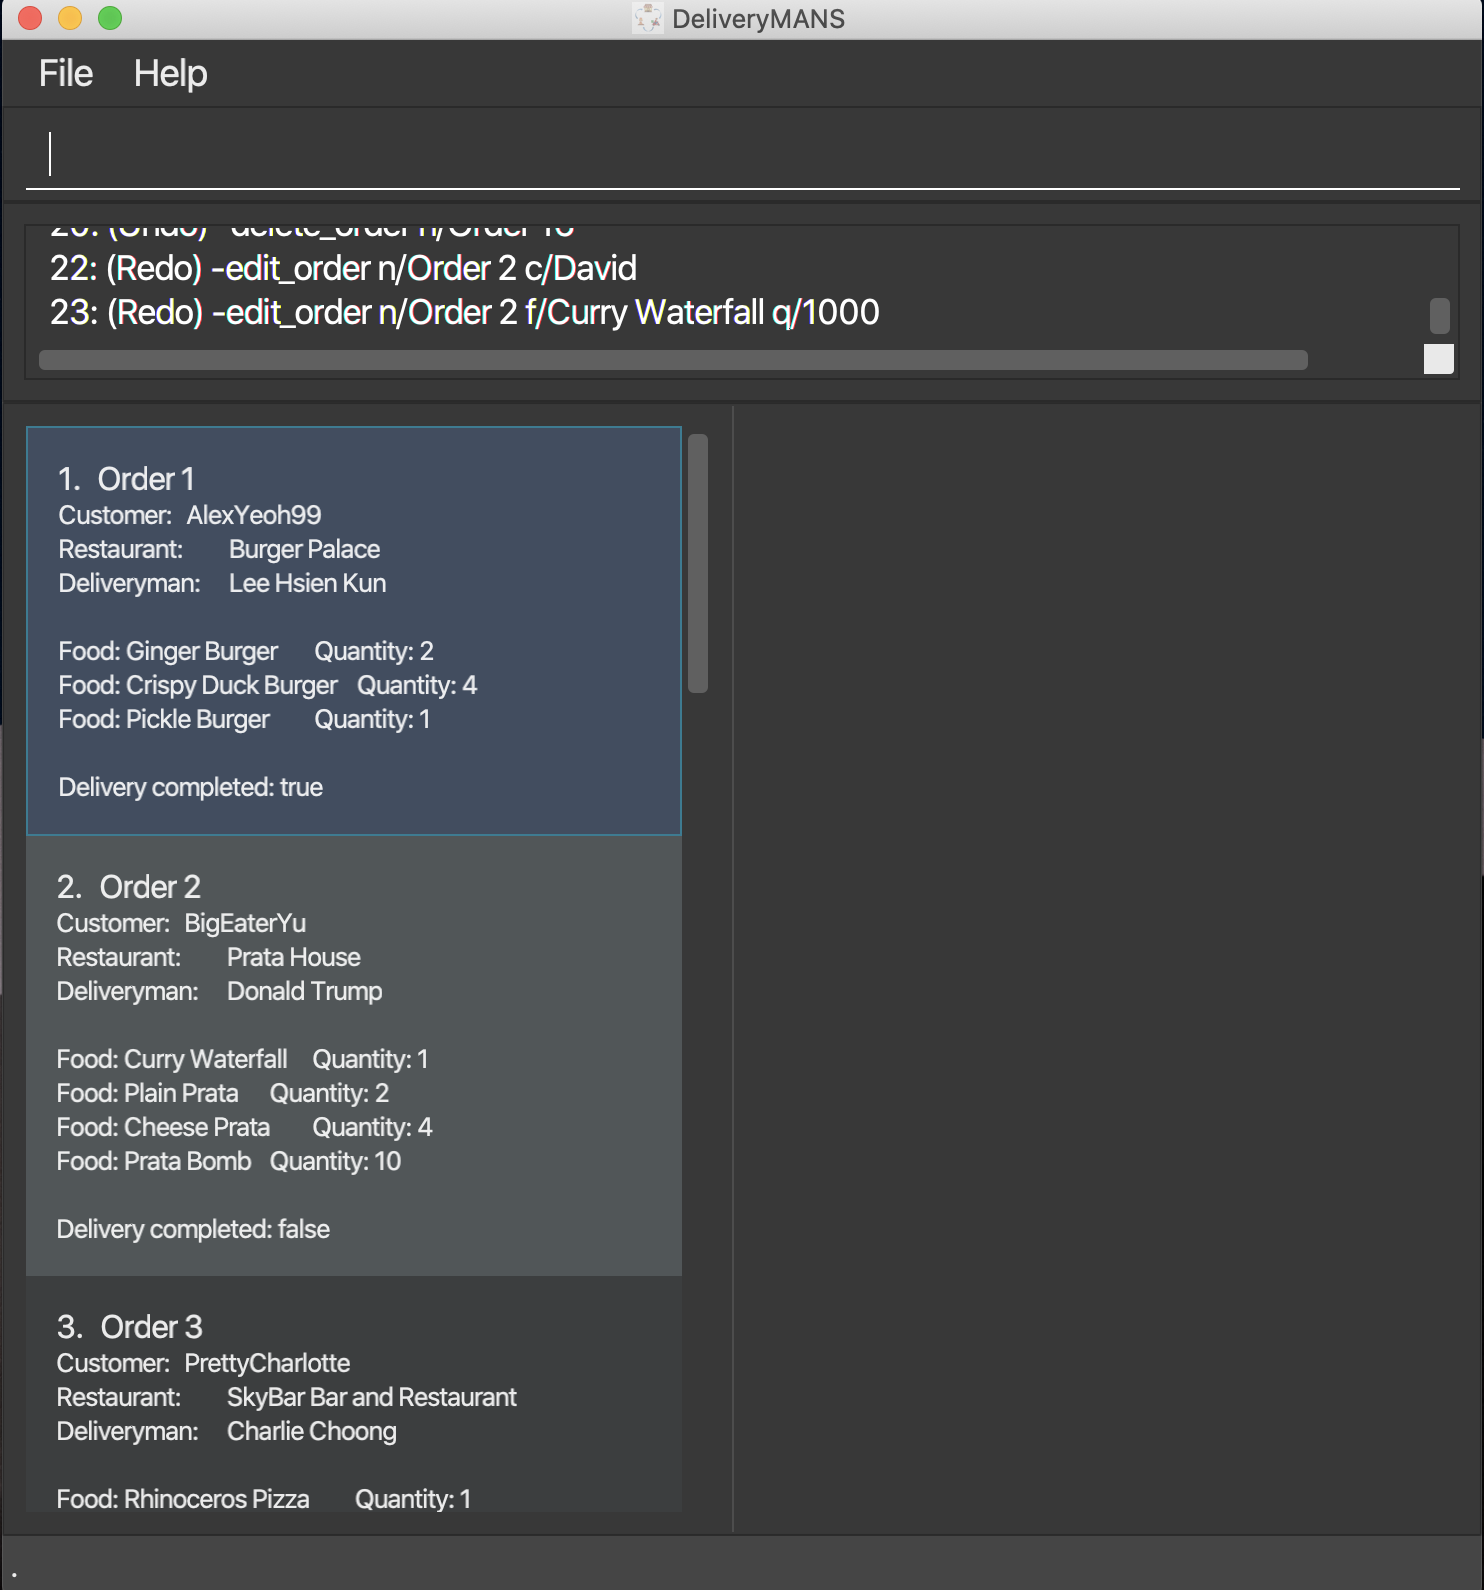 DeliveryMANS
File Help
20: (Undo) -delete_order n/Order 10
22: (Redo) -edit_order n/Order 2 c/David
23: (Redo) -edit_order n/Order 2 f/Curry Waterfall q/1000
1. Order 1
Customer: AlexYeoh99
Restaurant: Burger Palace
Deliveryman: Lee Hsien Kun
Food: Ginger Burger Quantity: 2
Food: Crispy Duck Burger Quantity: 4
Food: Pickle Burger Quantity: 1
Delivery completed: true
2. Order 2
Customer: BigEaterYu
Restaurant: Prata House
Deliveryman: Donald Trump
Food: Curry Waterfall Quantity: 1
Food: Plain Prata Quantity: 2
Food: Cheese Prata Quantity: 4
Food: Prata Bomb Quantity: 10
Delivery completed: false
3. Order 3
Customer: PrettyCharlotte
Restaurant: SkyBar Bar and Restaurant
Deliveryman: Charlie Choong
Food: Rhinoceros Pizza Quantity: 1
.